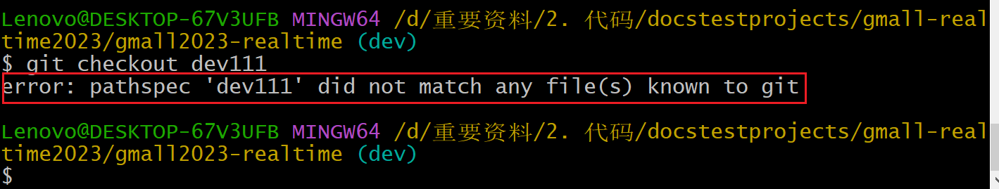 Lenovo@DESKTOP-67V3UFB MINGW64 /d/重要资料/2. 代码/docstestprojects/gmall-real
time2023/gmall2023-realtime (dev)
$ git checkout dev111
error: pathspec 'dev111' did not match any file(s) known to git
Lenovo@DESKTOP-67V3UFB MINGW64 /d/重要资料/2. 代码/docstestprojects/gmall-real
time2023/gmall2023-realtime (dev)
$